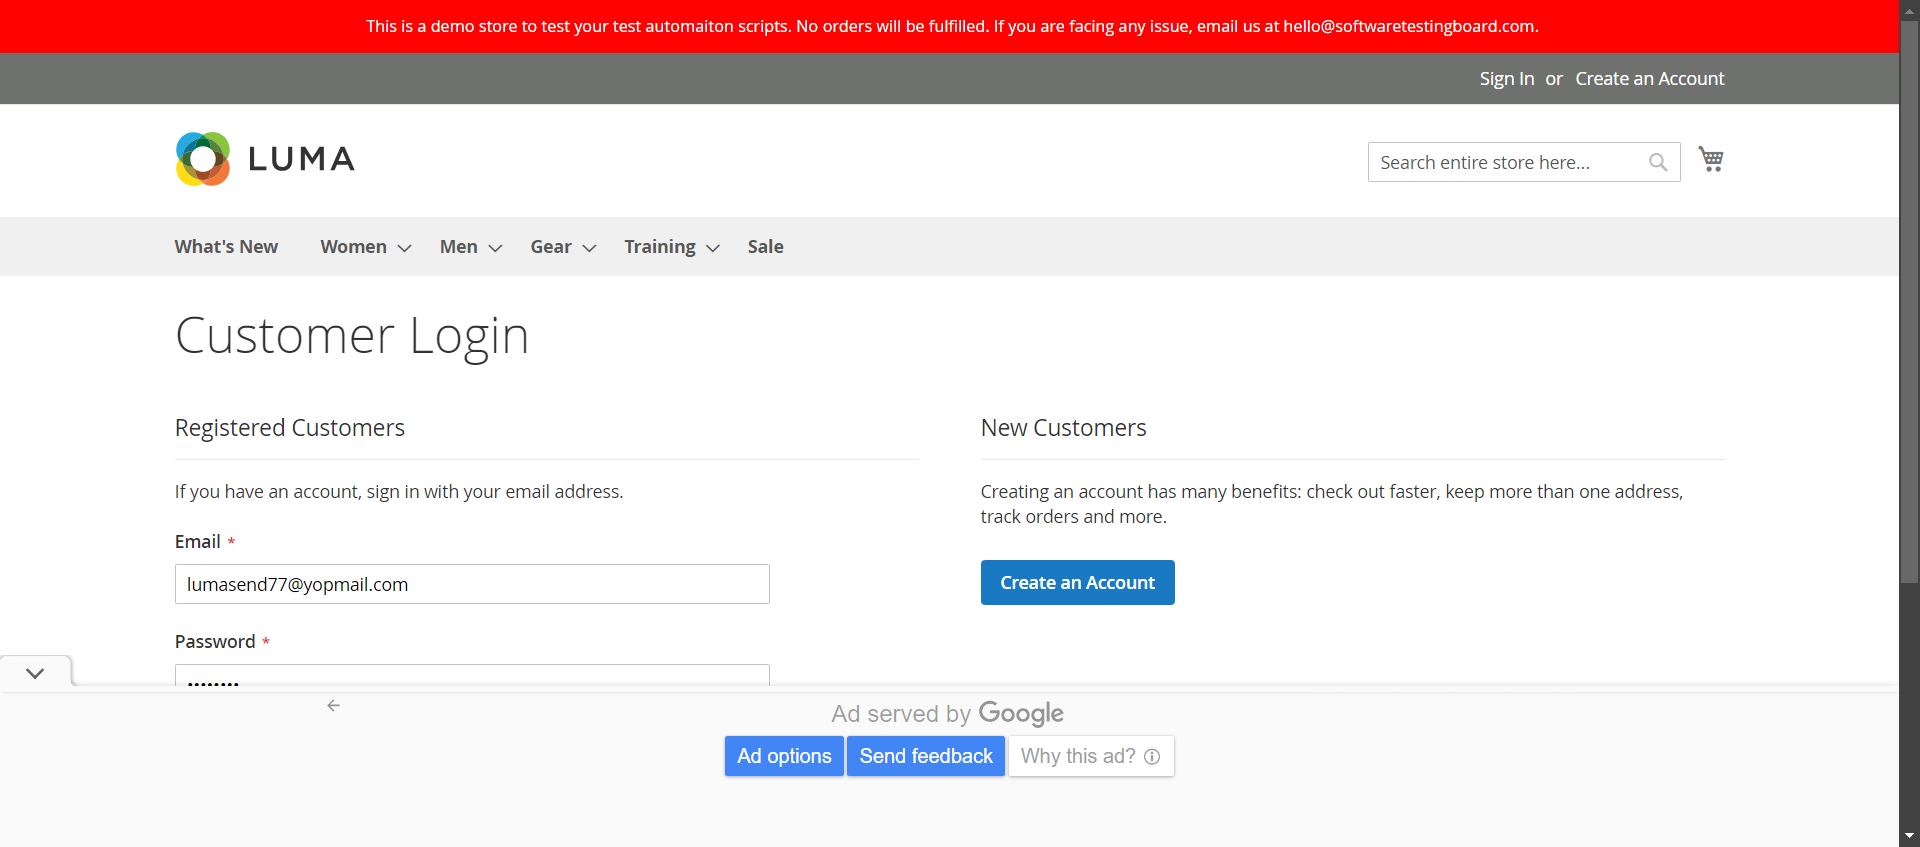 This is a demo store to test your test automaiton scripts. No orders will be fulfilled. If you are facing any issue, email us at hello@softwaretestingboard.com.
Sign In or Create an Account
LUMA
Search entire store here...
What's New Women Men Gear Training Sale
Customer Login
Registered Customers
If you have an account, sign in with your email address.
Email *
lumasend77@yopmail.com
Password *
New Customers
Creating an account has many benefits: check out faster, keep more than one address,
track orders and more.
Create an Account
Ad served by Google
Ad options Send feedback Why this ad?